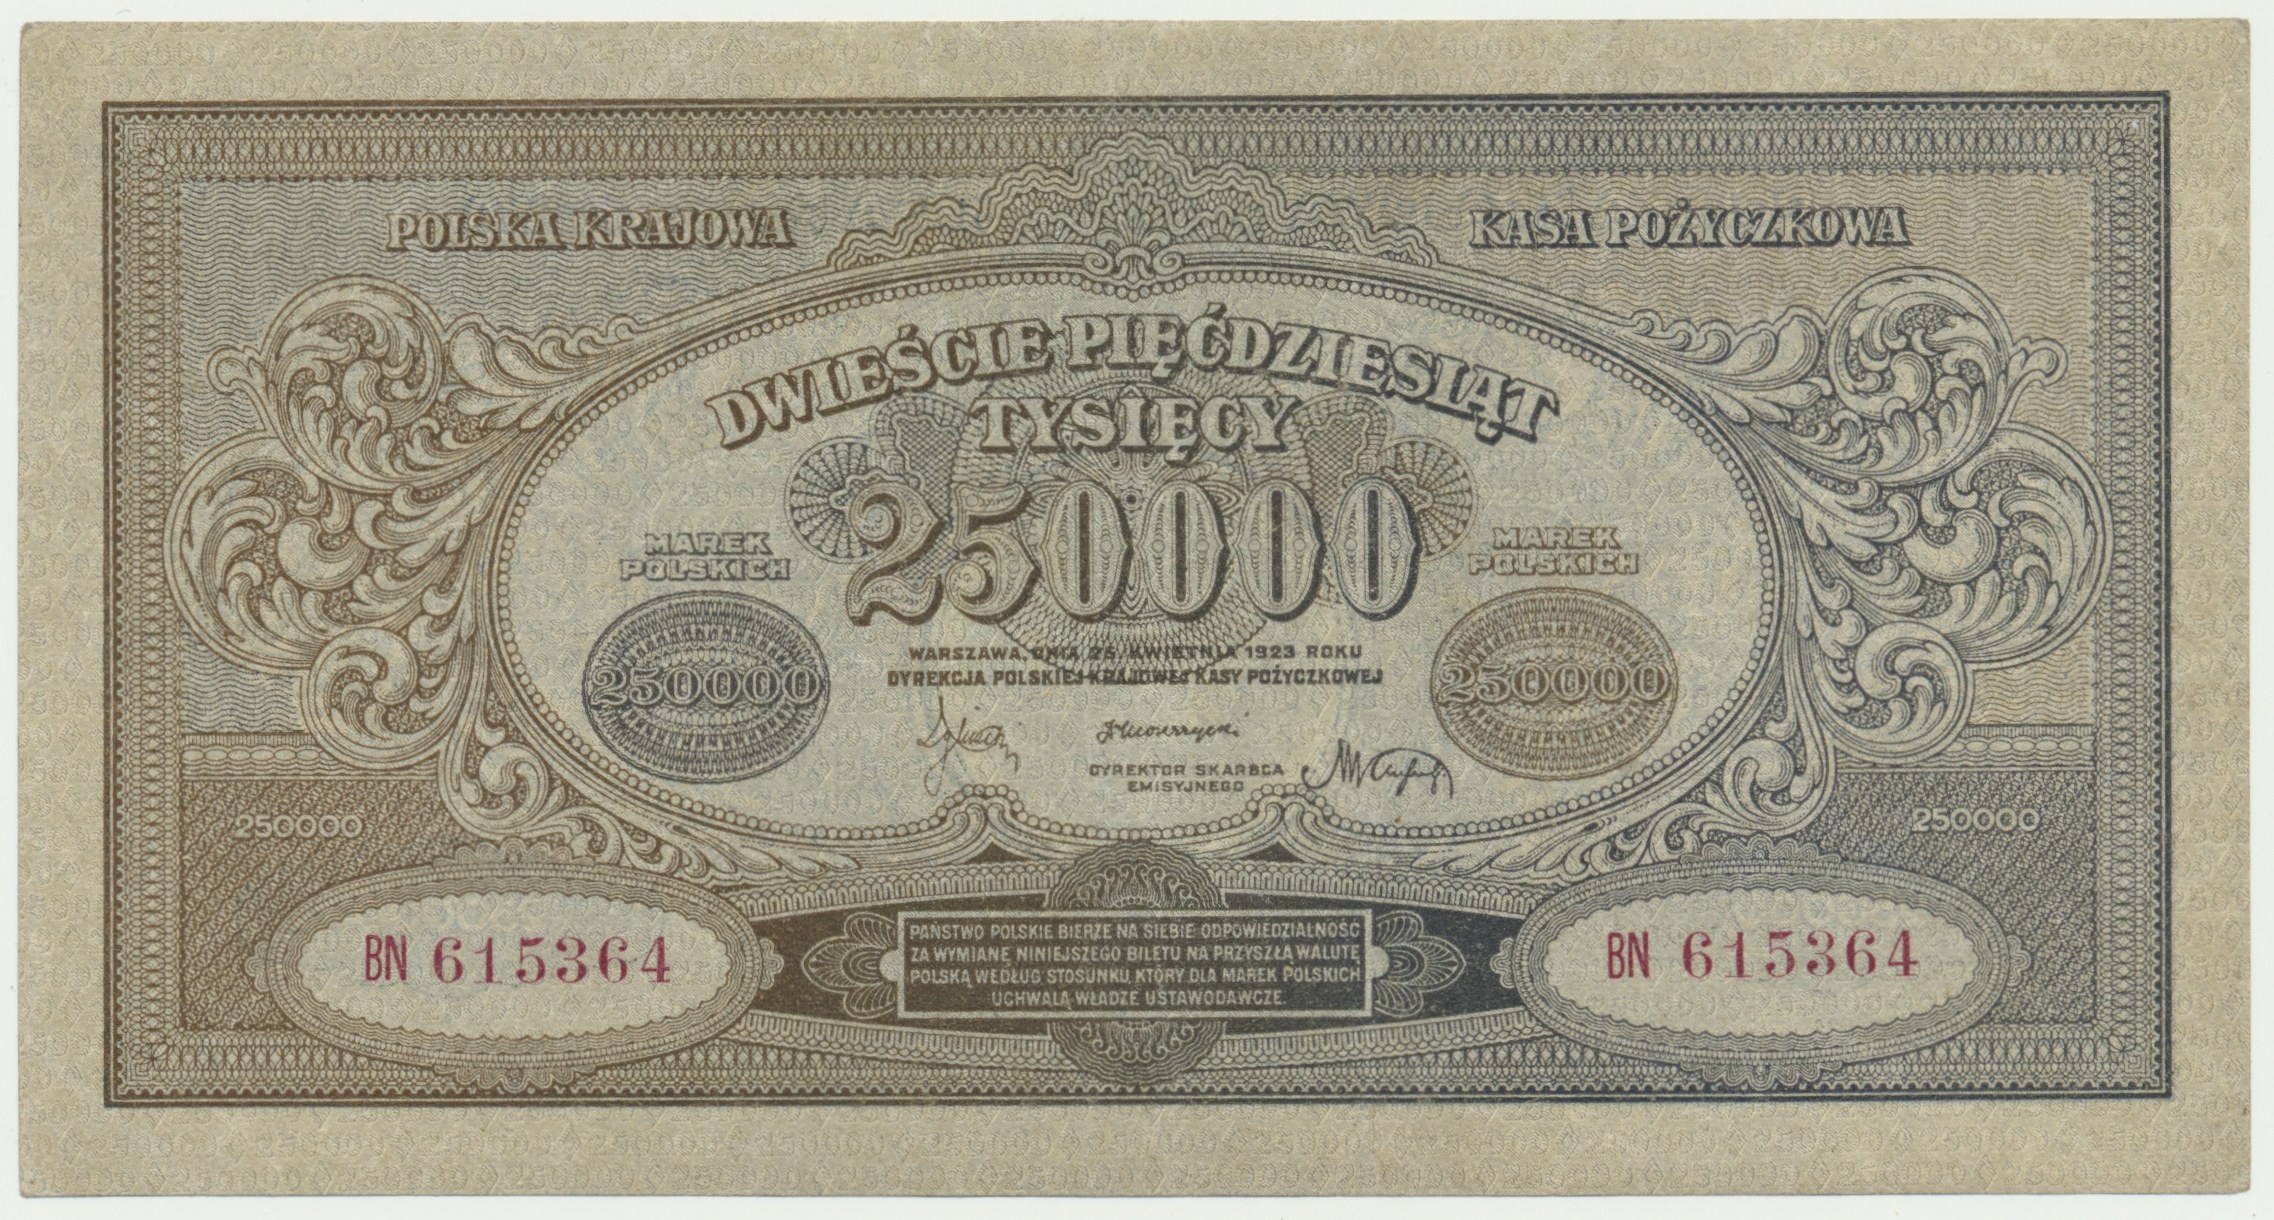 POLSKA KRAJOWA KASA POŻYCZKOWA
DWIEŚCIE PIĘĆDZIESIĄT
TYSIĘCY
250000
MAREK
POLSKICH
250000
MAREK
POLSKICH
250000
WARSZAWA, DNIA 25, KWIETNIA 1923 ROKU
DYREKCJA POLSKIEJ KRAJOWEJ KASY POŻYCZKOWEJ
DYREKTOR SKARBCA
EMISYJNEGO
250000
250000
BN 615364
PAŃSTWO POLSKIE BIERZE NA SIEBIE ODPOWIEDZIALNOŚĆ
ZA WYMIANĘ NINIEJSZEGO BILETU NA PRZYSZŁĄ WALUTĘ
POLSKĄ WEDŁUG STOSUNKU, KTÓRY DLA MAREK POLSKICH
UCHWALĄ WŁADZE USTAWODAWCZE.
BN 615364